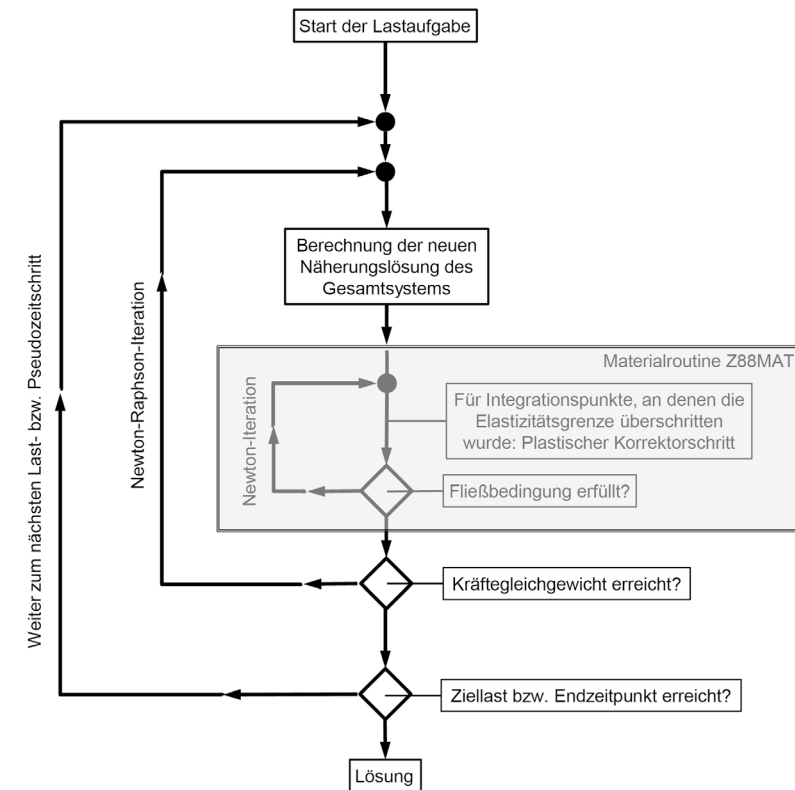 Start der Lastaufgabe
Weiter zum nächsten Last- bzw. Pseudozeitschritt
Newton-Raphson-Iteration
Berechnung der neuen
Näherungslösung des
Gesamtsystems
Materialroutine Z88MAT
Newton-Iteration
Für Integrationspunkte, an denen die
Elastizitätsgrenze überschritten
wurde: Plastischer Korrektorschritt
Fließbedingung erfüllt?
Kräftegleichgewicht erreicht?
Ziellast bzw. Endzeitpunkt erreicht?
Lösung